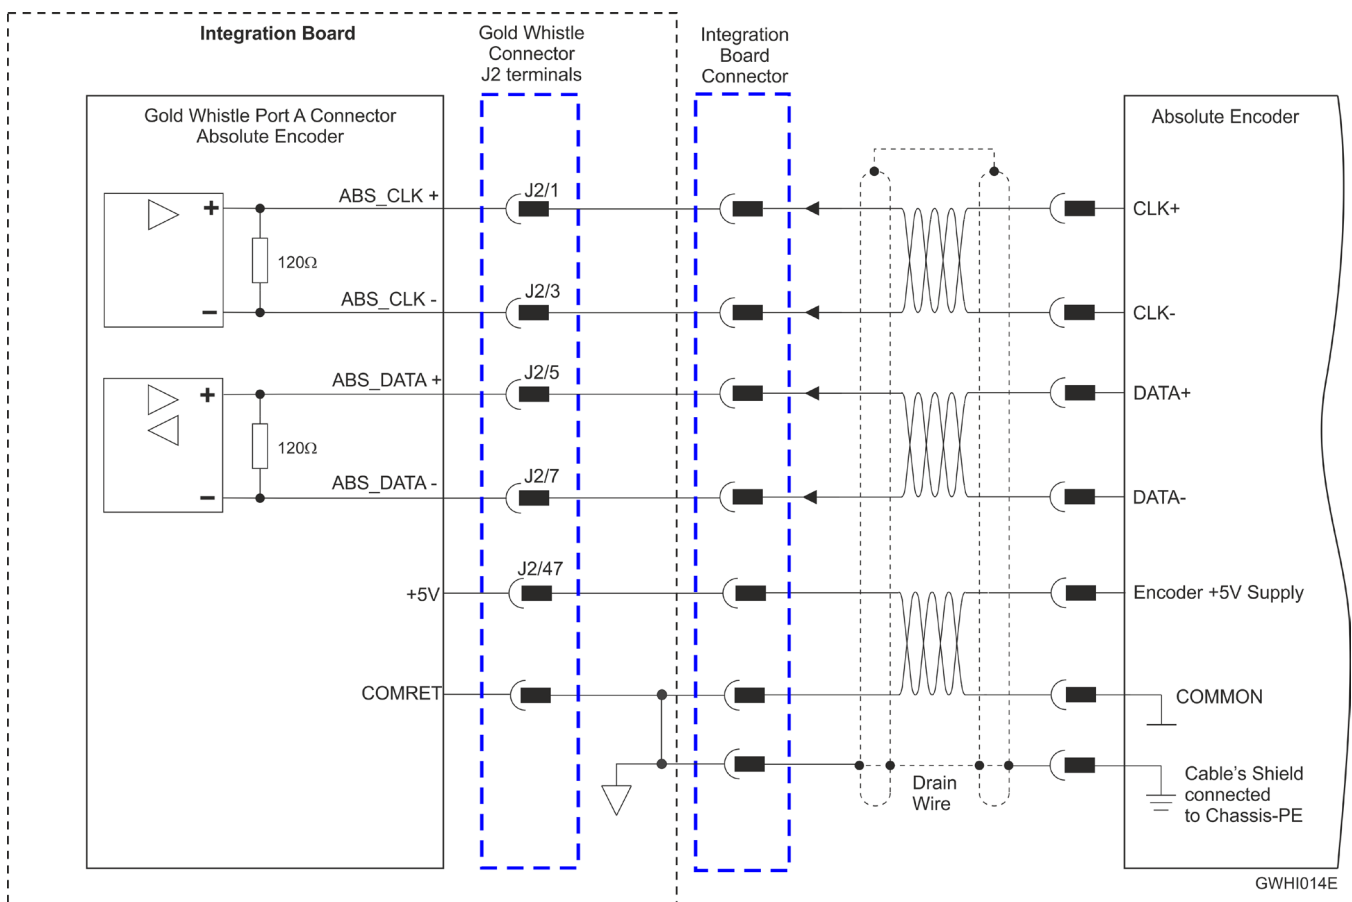 Integration Board
Gold Whistle
Connector
J2 terminals
Integration
Board
Connector
Gold Whistle Port A Connector
Absolute Encoder
Absolute Encoder
ABS_CLK +
J2/1
CLK+
+
120Ω
ABS_CLK -
J2/3
CLK-
-
ABS_DATA +
J2/5
DATA+
+
120Ω
ABS_DATA -
J2/7
DATA-
-
+5V
J2/47
Encoder +5V Supply
COMRET
COMMON
Drain
Wire
Cable's Shield
connected
to Chassis-PE
GWHI014E